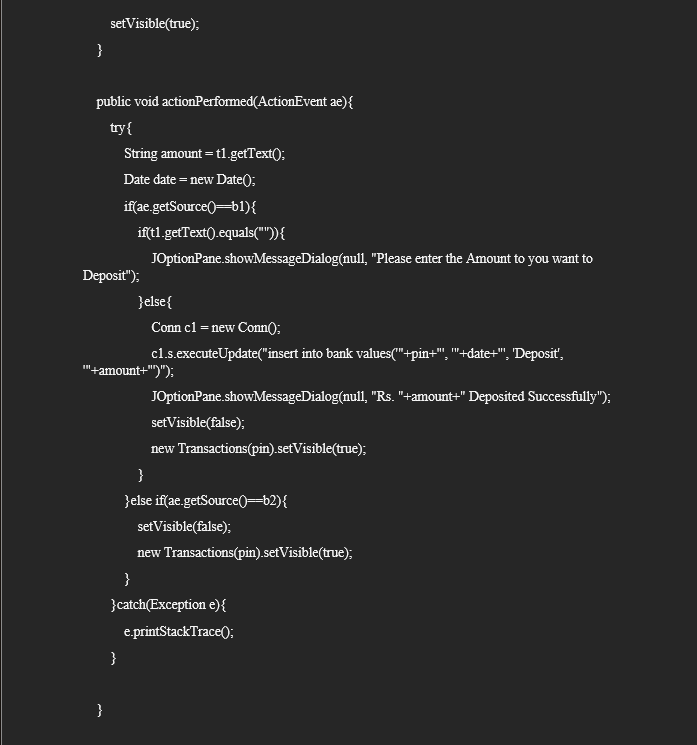 setVisible(true);
}
public void actionPerformed(ActionEvent ae){
try{
String amount = t1.getText();
Date date = new Date();
if(ae.getSource()==b1){
if(t1.getText().equals("")){
JOptionPane.showMessageDialog(null, "Please enter the Amount to you want to
Deposit");
}else{
Conn c1 = new Conn();
c1.s.executeUpdate("insert into bank values('"+pin+"', '"+date+"', 'Deposit',
'"+amount+"')");
JOptionPane.showMessageDialog(null, "Rs. "+amount+" Deposited Successfully");
setVisible(false);
new Transactions(pin).setVisible(true);
}
}else if(ae.getSource()==b2){
setVisible(false);
new Transactions(pin).setVisible(true);
}
}catch(Exception e){
e.printStackTrace();
}
}